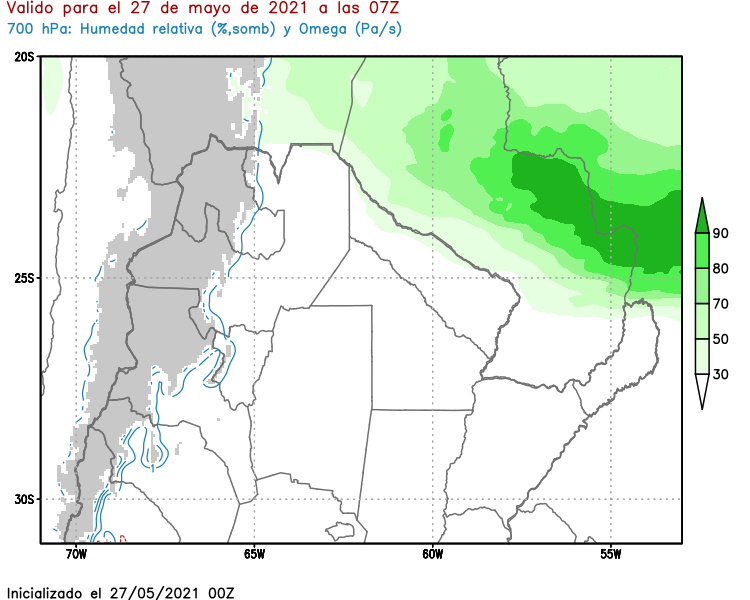 Valido para el 27 de mayo de 2021 a las 07Z
700 hPa: Humedad relativa (%,somb) y Omega (Pa/s)
20S
25S
30S
70W
65W
60W
55W
90
80
70
50
30
Inicializado el 27/05/2021 00Z